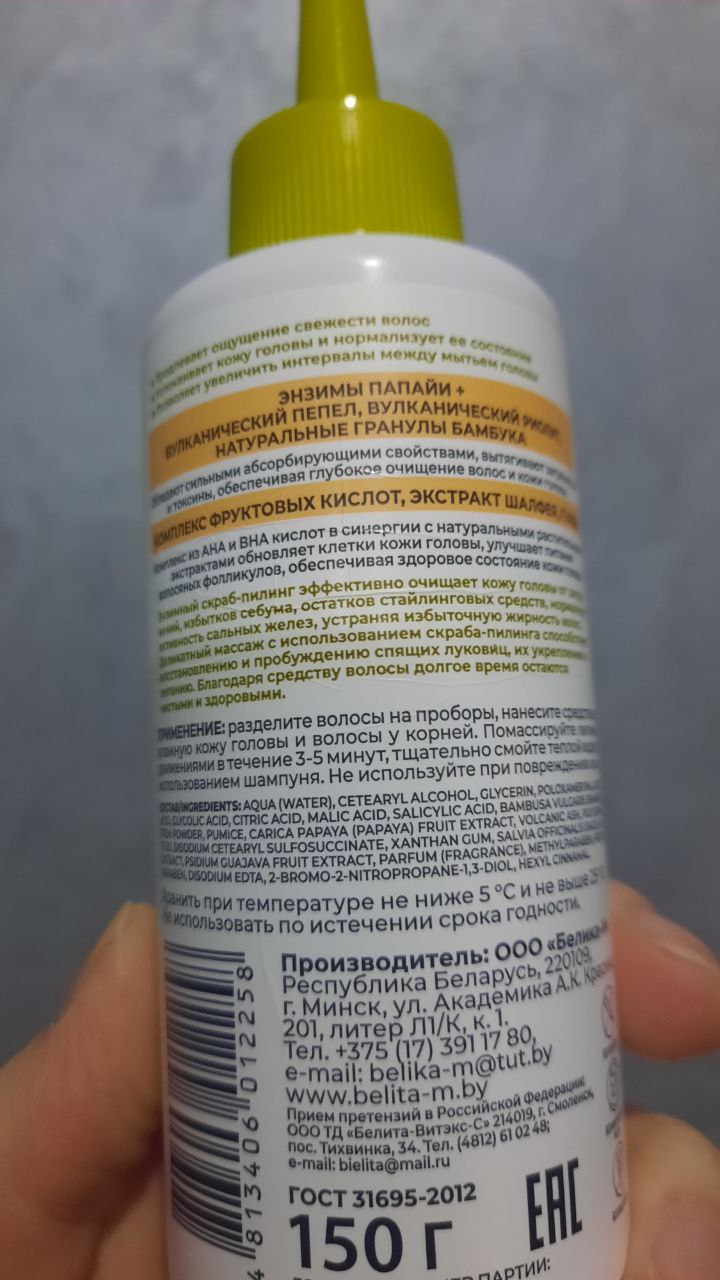 • Продлевает ощущение свежести волос
• Успокаивает кожу головы и нормализует ее состояние
• Позволяет увеличить интервалы между мытьем головы
ЭНЗИМЫ ПАПАЙИ +
ВУЛКАНИЧЕСКИЙ ПЕПЕЛ, ВУЛКАНИЧЕСКИЙ РИОЛИТ,
НАТУРАЛЬНЫЕ ГРАНУЛЫ БАМБУКА
Обладают сильными абсорбирующими свойствами, вытягивают
и токсины, обеспечивая глубокое очищение волос и кожи головы
КОМПЛЕКС ФРУКТОВЫХ КИСЛОТ, ЭКСТРАКТ ШАЛФЕЯ,
Комплекс из AHA и BHA кислот в синергии с натуральными
экстрактами обновляет клетки кожи головы, улучшает питание
волосяных фолликулов, обеспечивая здоровое состояние кожи
Энзимный скраб-пилинг эффективно очищает кожу головы от
избытков себума, остатков стайлинговых средств,
активность сальных желез, устраняя избыточную жирность волос.
Деликатный массаж с использованием скраба-пилинга
восстановлению и пробуждению спящих луковиц, их
питанию. Благодаря средству волосы долгое время остаются
чистыми и здоровыми.
ПРИМЕНЕНИЕ: разделите волосы на проборы, нанесите
влажную кожу головы и волосы у корней. Помассируйте
движениями в течение 3-5 минут, тщательно смойте теплой
использованием шампуня. Не используйте при
СОСТАВ/INGREDIENTS: AQUA (WATER), CETEARYL ALCOHOL, GLYCERIN,
ACID, GLYCOLIC ACID, CITRIC ACID, MALIC ACID, SALICYLIC ACID, BAMBUSA VULGARIS
STEM POWDER, PUMICE, CARICA PAPAYA (PAPAYA) FRUIT EXTRACT, VOLCANIC ASH,
DISODIUM CETEARYL SULFOSUCCINATE, XANTHAN GUM, SALVIA OFFICINALIS
EXTRACT, PSIDIUM GUAJAVA FRUIT EXTRACT, PARFUM (FRAGRANCE), METHYLPARABEN,
DISODIUM EDTA, 2-BROMO-2-NITROPROPANE-1,3-DIOL, HEXYL CINNAMAL
Хранить при температуре не ниже 5 °C и не выше 25
Не использовать по истечении срока годности.
Производитель: ООО «Белика-
Республика Беларусь, 220109,
г. Минск, ул. Академика А.К.
201, литер Л1/К, к. 1.
Тел. +375 (17) 391 17 80,
e-mail: belika-m@tut.by
www.belita-m.by
Прием претензий в Российской Федерации:
ООО ТД «Белита-Витэкс-С» 214019, г. Смоленск,
пос. Тихвинка, 34. Тел. (4812) 61 02 48;
e-mail: bielita@mail.ru
ГОСТ 31695-2012
150 г
EAC
ПАРТИИ:
4 813406 012258